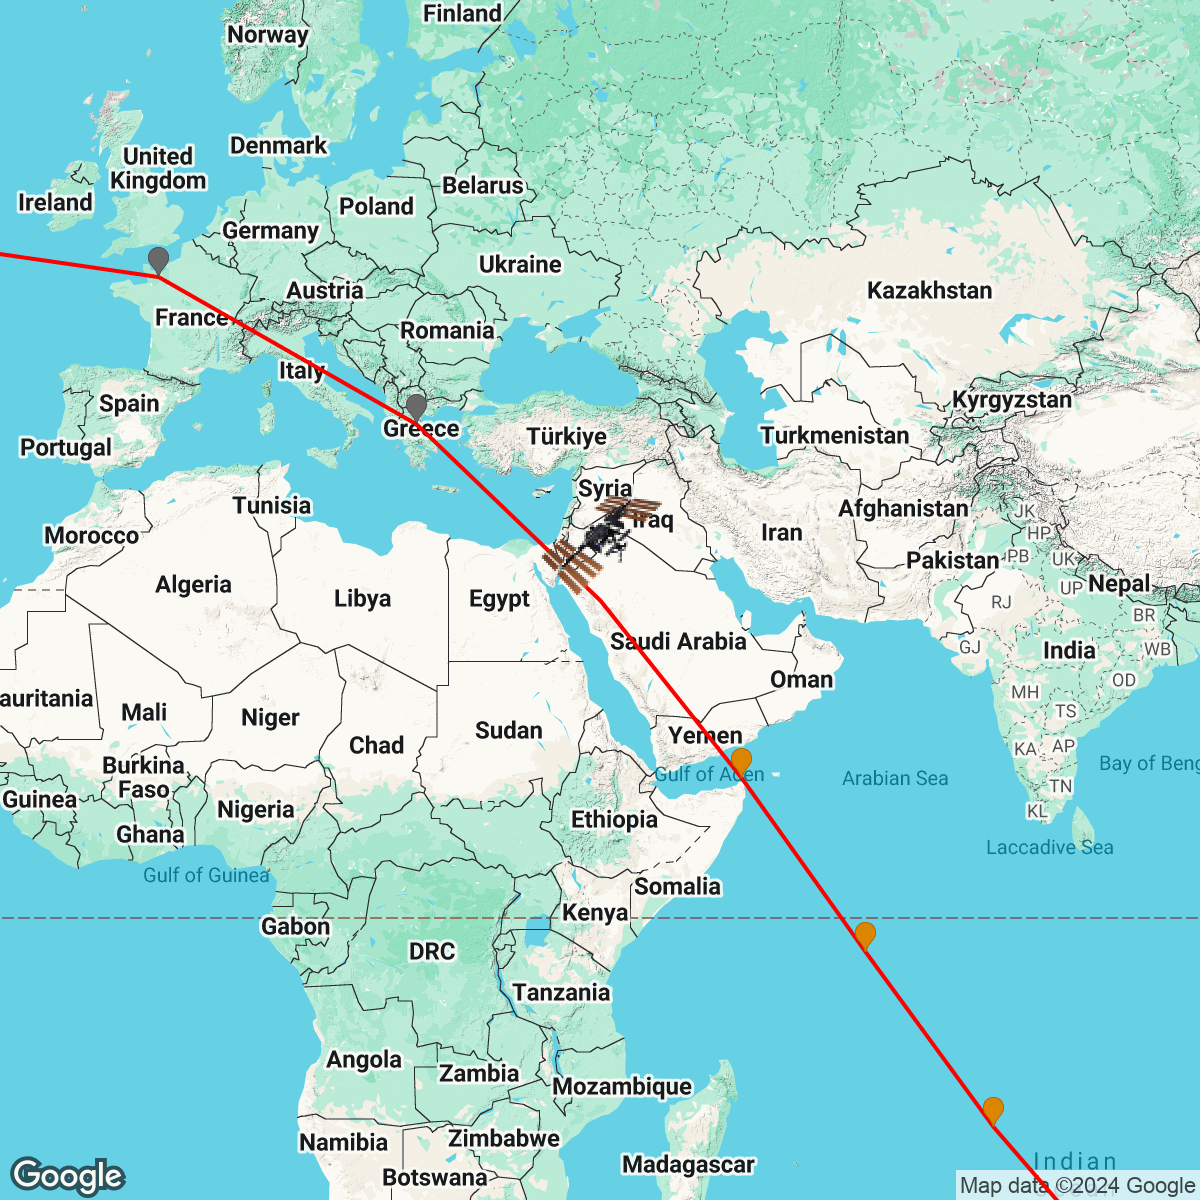 Finland
Norway
Denmark
United
Kingdom
Ireland
Belarus
Poland
Germany
Ukraine
Austria
Kazakhstan
France
Romania
Italy
Spain
Kyrgyzstan
Greece
Türkiye
Turkmenistan
Portugal
Syria
Tunisia
Afghanistan
JK
Iraq
Iran
HP
Morocco
PB
UK
Pakistan
Nepal
Algeria
Libya
Egypt
UP
RJ
BR
Saudi Arabia
GJ
India
WB
Oman
OD
auritania
MH
Mali
Niger
TS
Sudan
Yemen
Chad
KA
AP
Burkina
Faso
Gulf of Aden
Arabian Sea
Bay of Beng
TN
Guinea
Nigeria
KL
Ethiopia
Ghana
Laccadive Sea
Gulf of Guinea
Somalia
Kenya
Gabon
DRC
Tanzania
Angola
Zambia
Mozambique
Zimbabwe
Namibia
Madagascar
Indian
Botswana
Google
Map data ©2024 Google